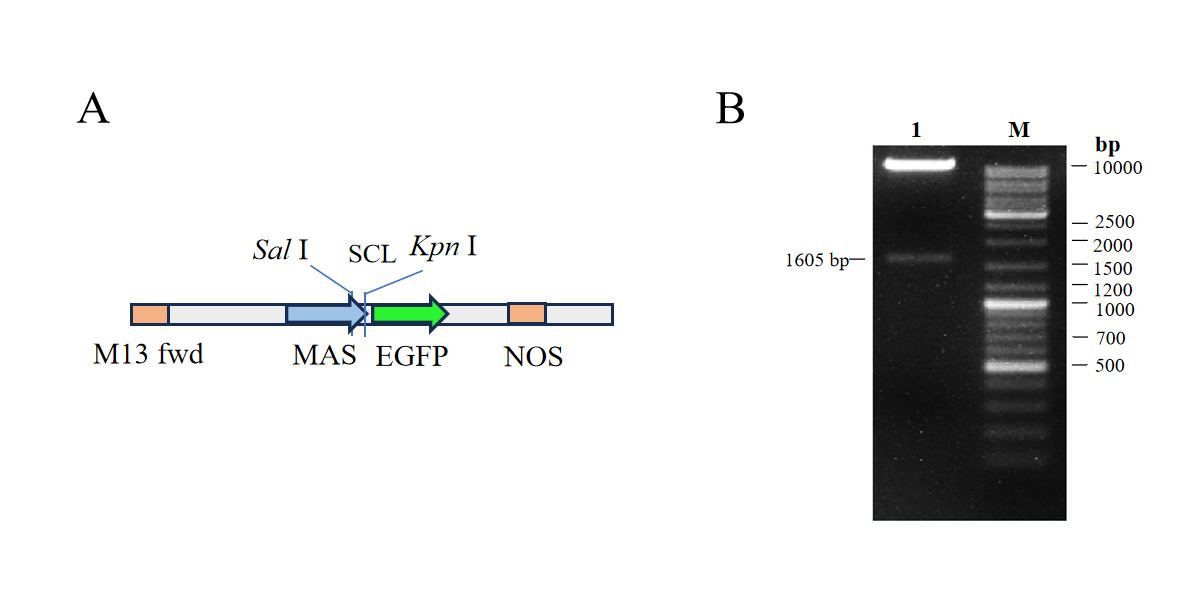 A
Sal I
SCL
Kpn I
M13 fwd
MAS
EGFP
NOS
B
1
M
bp
10000
2500
2000
1605 bp
1500
1200
1000
700
500